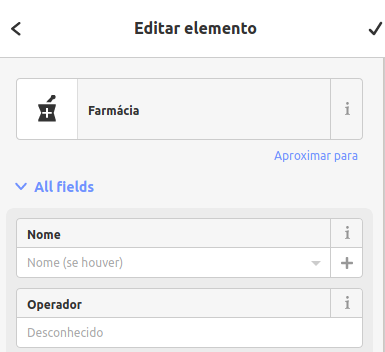 Editar elemento
Farmácia
i
Aproximar para
All fields
Nome
i
Nome (se houver)
Operador
i
Desconhecido